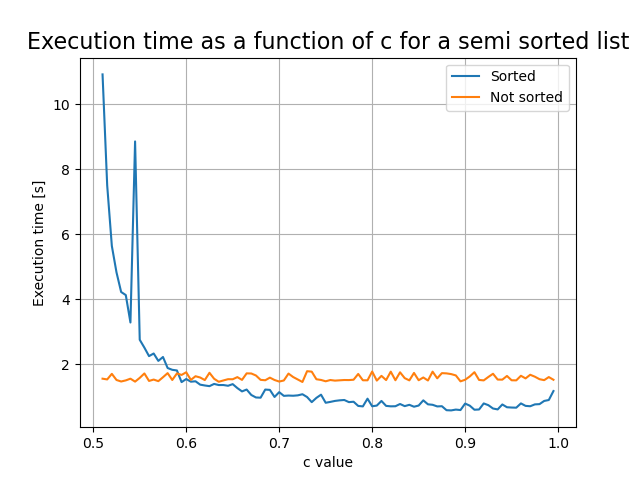 Execution time as a function of c for a semi sorted list
Sorted
Not sorted
10
8
6
4
2
Execution time [s]
0.5 0.6 0.7 0.8 0.9 1.0
c value